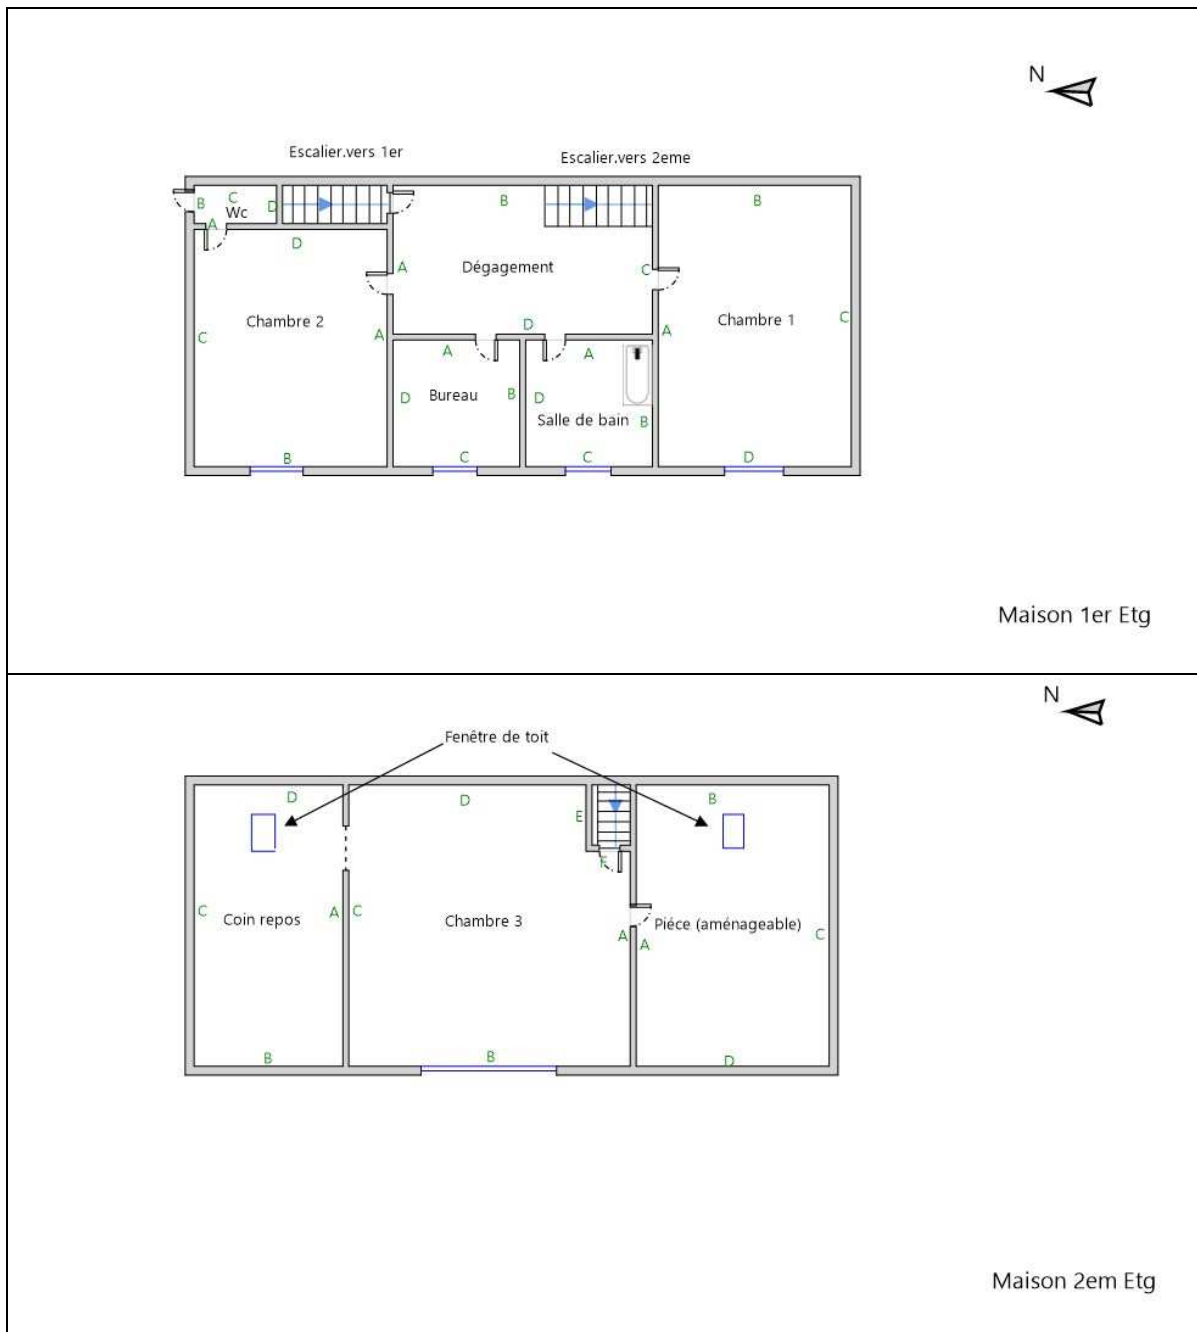 N
Escalier.vers 1er
Escalier.vers 2eme
B C D B B
Wc
A
D
A Dégagement C
Chambre 2
Chambre 1
C A D A C
A A
Bureau
D B D
Salle de bain
B
B C C D
Maison 1er Etg
N
Fenêtre de toit
D D B
E
F
C A C
Coin repos
Chambre 3
Piéce (aménageable)
A A C
B B D
Maison 2em Etg